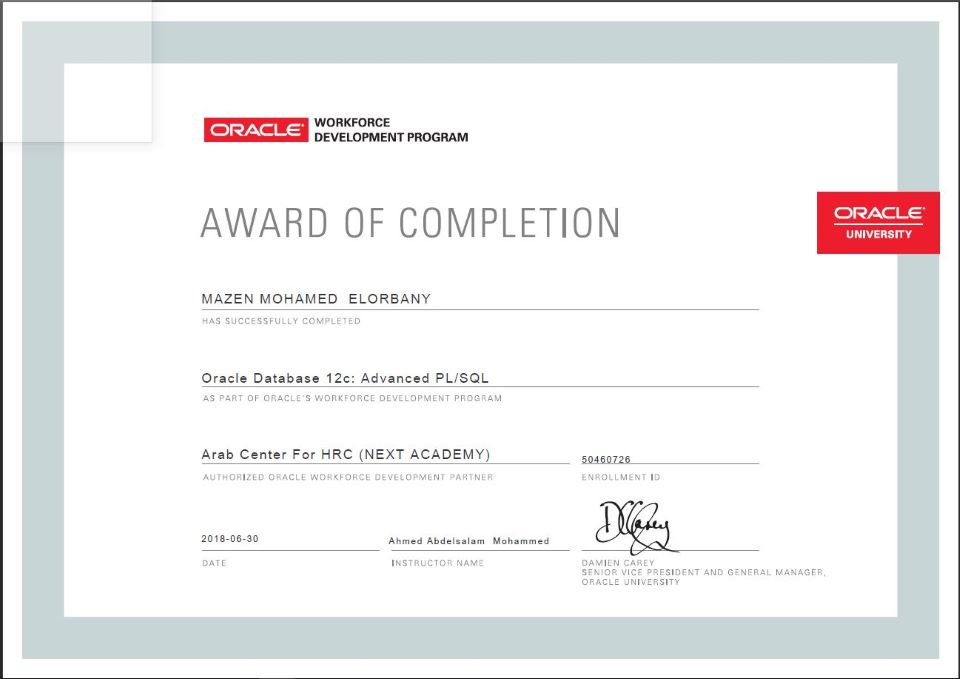 ORACLE® WORKFORCE
DEVELOPMENT PROGRAM
AWARD OF COMPLETION
ORACLE®
UNIVERSITY
MAZEN MOHAMED ELORBANY
HAS SUCCESSFULLY COMPLETED
Oracle Database 12c: Advanced PL/SQL
AS PART OF ORACLE'S WORKFORCE DEVELOPMENT PROGRAM
Arab Center For HRC (NEXT ACADEMY)
AUTHORIZED ORACLE WORKFORCE DEVELOPMENT PARTNER
50460726
ENROLLMENT ID
2018-06-30
DATE
Ahmed Abdelsalam Mohammed
INSTRUCTOR NAME
DCarey
DAMIEN CAREY
SENIOR VICE PRESIDENT AND GENERAL MANAGER,
ORACLE UNIVERSITY